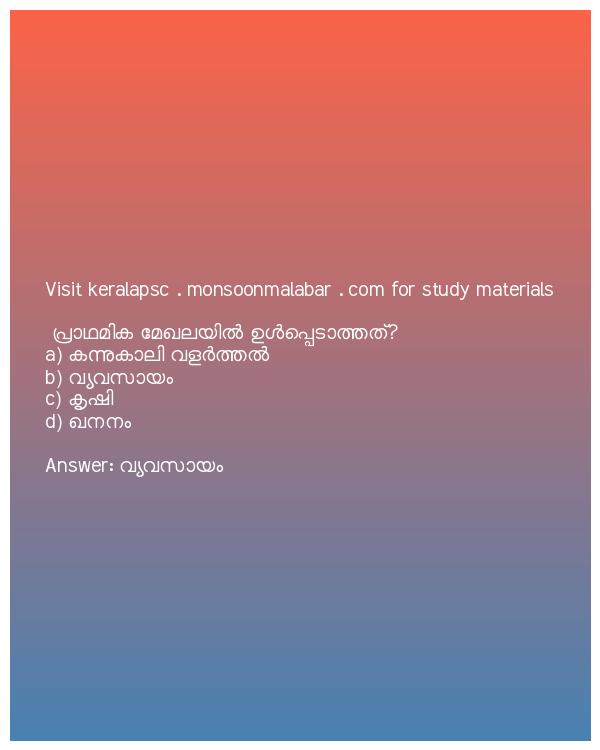 Visit keralapsc . monsoonmalabar . com for study materials
പ്രാഥമിക മേഖലയിൽ ഉൾപ്പെടാത്തത്?
a) കന്നുകാലി വളർത്തൽ
b) വ്യവസായം
c) കൃഷി
d) ഖനനം
Answer: വ്യവസായം